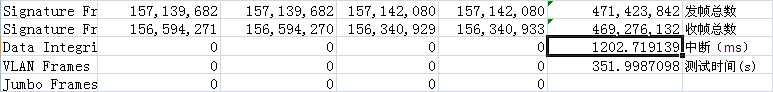 Signature Fr 157,139,682 157,139,682 157,142,080 157,142,080 471,423,842 发帧总数
Signature Fr 156,594,271 156,594,270 156,340,929 156,340,933 469,276,132 收帧总数
Data Integri 0 0 0 0 1202.719139 中断（ms）
VLAN Frames 0 0 0 0 351.9987098 测试时间(s)
Jumbo Frames 0 0 0 0